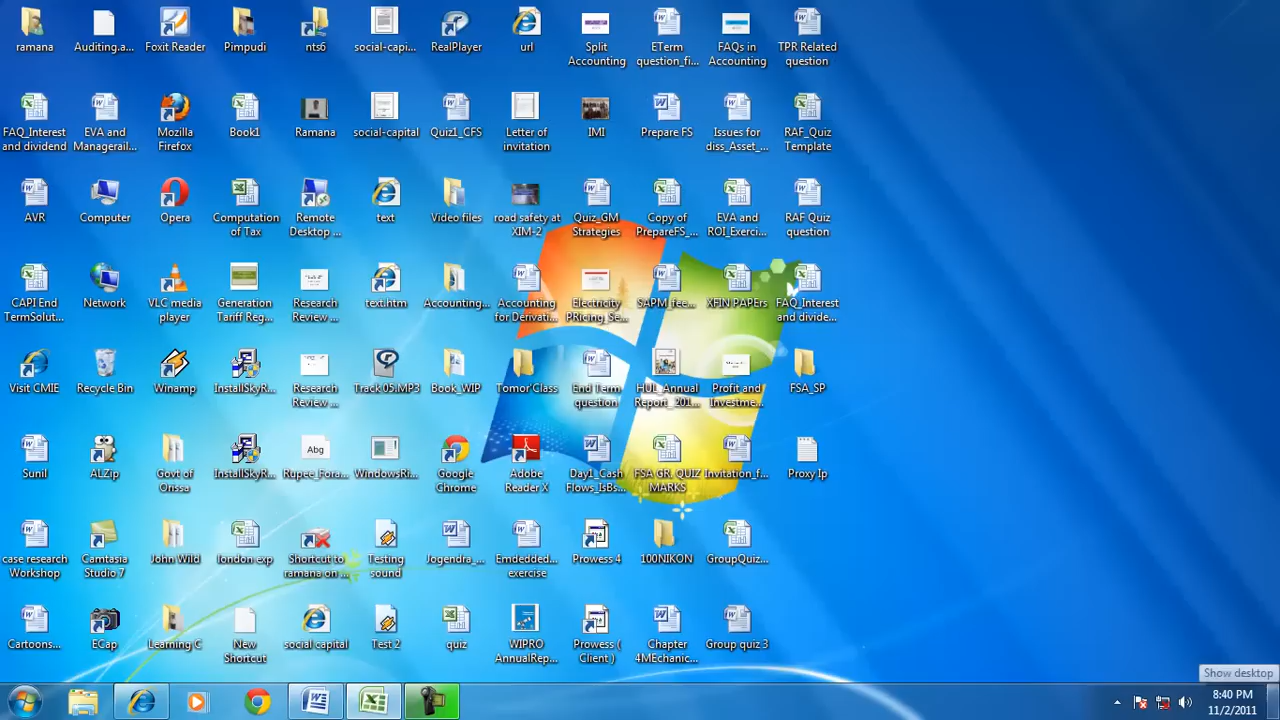 ramana
Auditing.a...
Foxit Reader
Pimpudi
nts6
social-capi...
RealPlayer
url
Split
Accounting
ETerm
question_fi...
FAQs in
Accounting
TPR Related
question
FAQ_Interest
and dividend
EVA and
Managerail...
Mozilla
Firefox
Book1
Ramana
social-capital
Quiz1_CFS
Letter of
invitation
IMI
Prepare FS
Issues for
diss_Asset_...
RAF_Quiz
Template
AVR
Computer
Opera
Computation
of Tax
Remote
Desktop ...
text
Video files
road safety at
XIM-2
Quiz_GM
Strategies
Copy of
PrepareFS_...
EVA and
ROI_Exerci...
RAF Quiz
question
CAPI End
TermSolut...
Network
VLC media
player
Generation
Tariff Reg...
Research
Review ...
text.htm
Accounting...
Accounting
for Derivati...
Electricity
PRicing_Se...
SAPM_fee...
XFIN PAPErs
FAQ_Interest
and divide...
Visit CMIE
Recycle Bin
Winamp
InstallSkyR...
Research
Review ...
Track 05.MP3
Book_WIP
Tomor'Class
End Term
question
HUL_Annual
Report_201...
Profit and
Investme...
FSA_SP
Sunil
ALZip
Govt of
Orissa
InstallSkyR...
Abg
Rupee_Fora...
WindowsRi...
Google
Chrome
Adobe
Reader X
Day1_Cash
Flows_IsBs...
FSA GR. QUIZ
MARKS
Invitation_f...
Proxy Ip
case research
Workshop
Camtasia
Studio 7
John Wild
london exp
Shortcut to
ramana on ...
Testing
sound
Jogendra_...
Emdedded...
exercise
Prowess 4
100NIKON
GroupQuiz...
Cartoons...
ECap
Learning C
New
Shortcut
social capital
Test 2
quiz
WIPRO
AnnualRep...
Prowess (
Client )
Chapter
4MEchanic...
Group quiz 3
Show desktop
8:40 PM
11/2/2011